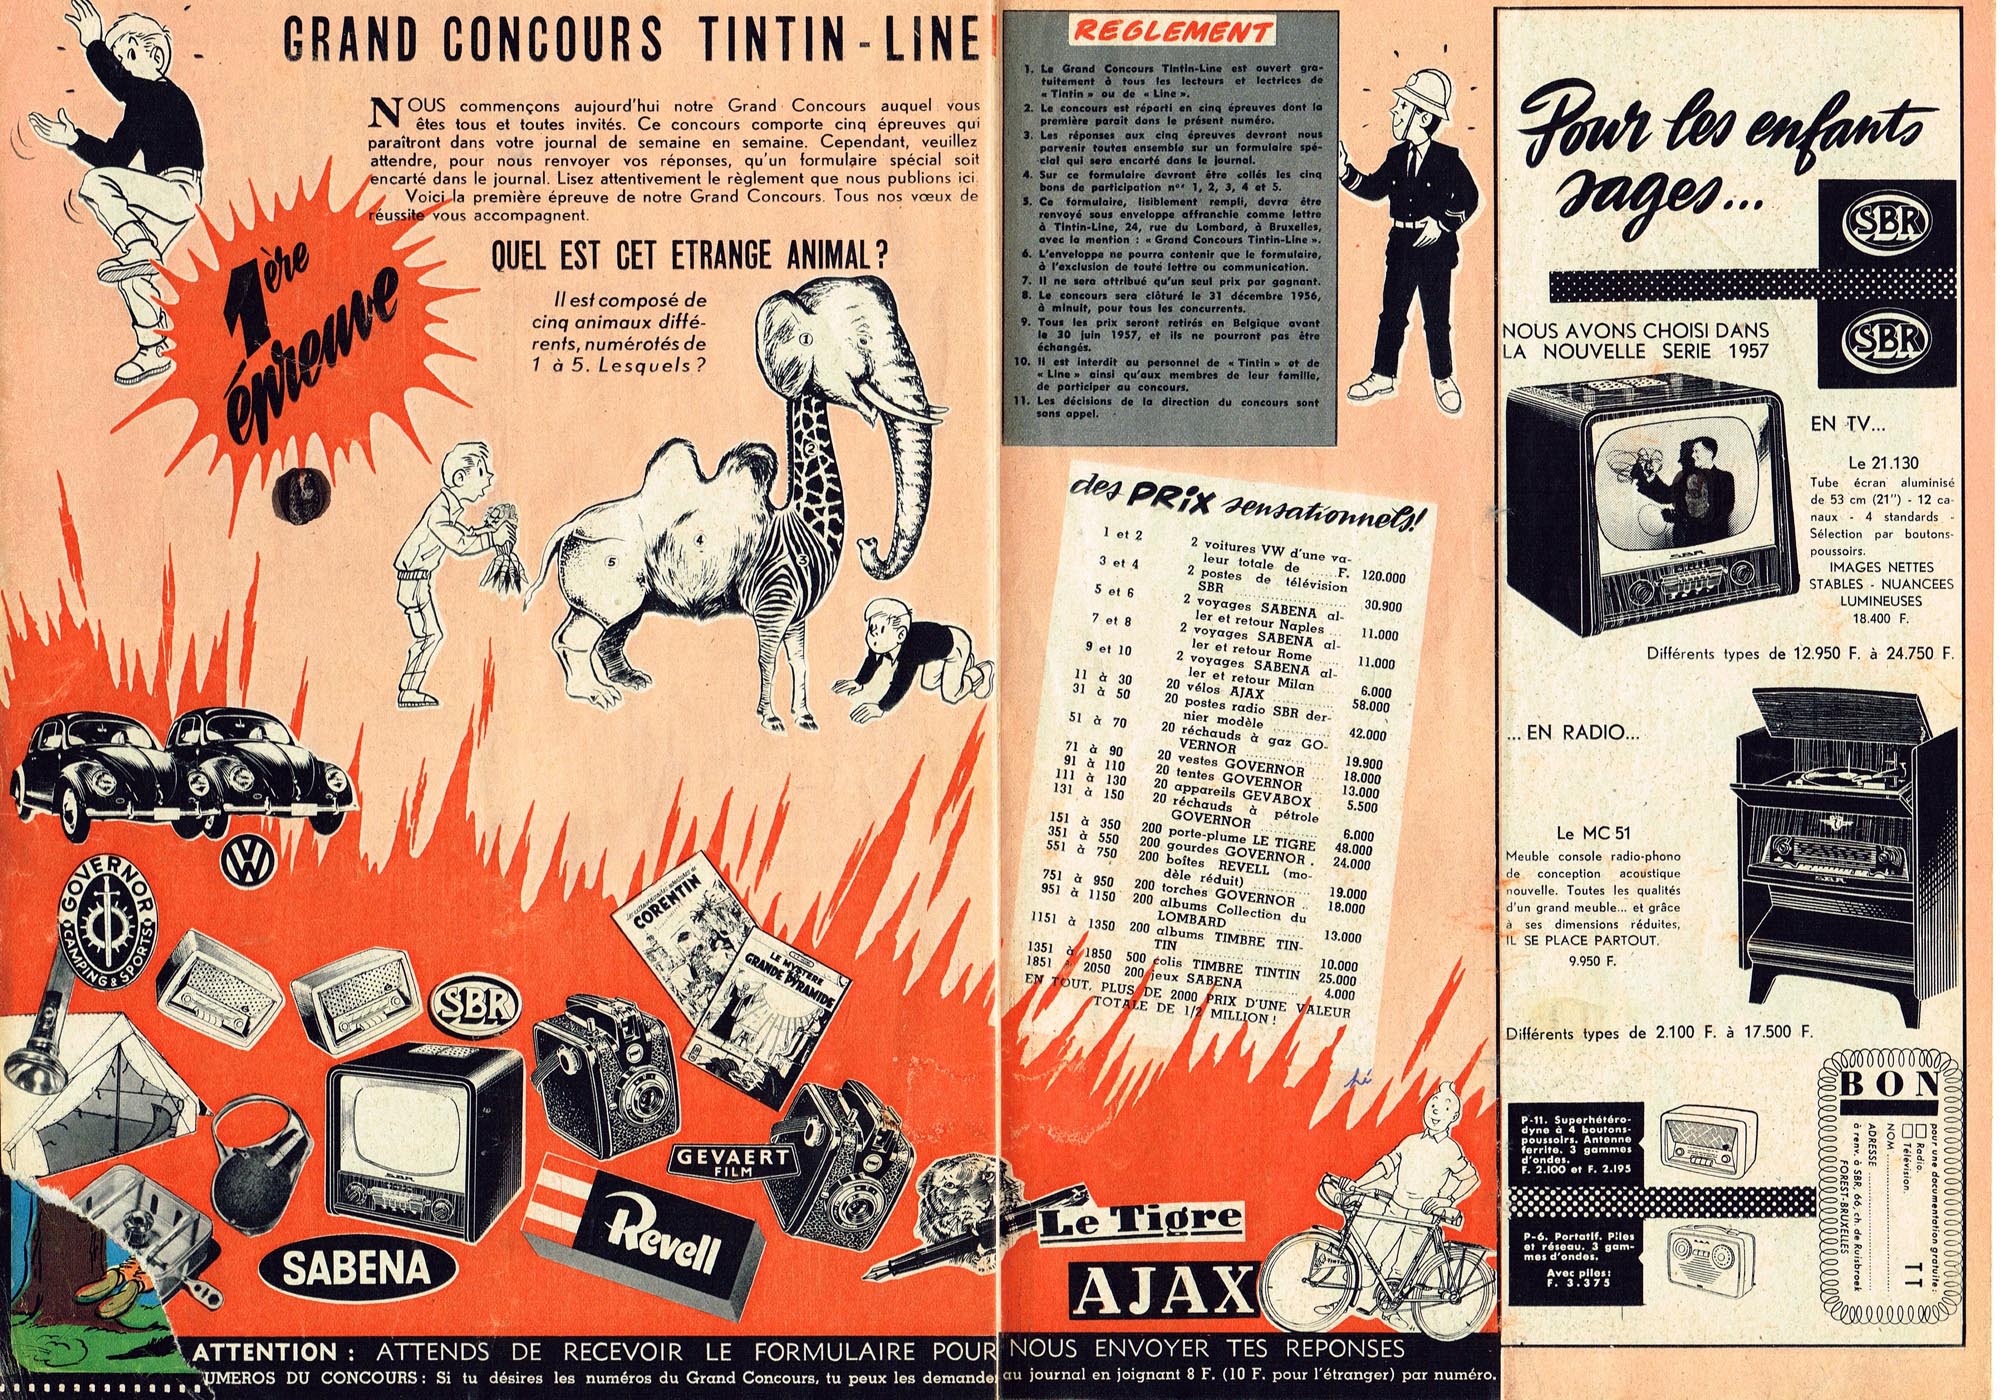 GRAND CONCOURS TINTIN - LINE
NOUS commençons aujourd'hui notre Grand Concours auquel vous
êtes tous et toutes invités. Ce concours comporte cinq épreuves qui
paraîtront dans votre journal de semaine en semaine. Cependant, veuillez
attendre, pour nous renvoyer vos réponses, qu'un formulaire spécial soit
encarté dans le journal. Lisez attentivement le règlement que nous publions ici.
Voici la première épreuve de notre Grand Concours. Tous nos vœux de
réussite vous accompagnent.
1ère
épreuve
QUEL EST CET ETRANGE ANIMAL ?
Il est composé de
cinq animaux diffé-
rents, numérotés de
1 à 5. Lesquels ?
1
2
3
4
5
VW
GOVERNOR
CAMPING & SPORTS
SBR
CORENTIN
LE MYSTERE
GRANDE PYRAMIDE
SBR
GEVAERT
FILM
SABENA
Revell
Le Tigre
AJAX
REGLEMENT
1. Le Grand Concours Tintin-Line est ouvert gra-
tuitement à tous les lecteurs et lectrices de
« Tintin » ou de « Line ».
2. Le concours est réparti en cinq épreuves dont la
première paraît dans le présent numéro.
3. Les réponses aux cinq épreuves devront nous
parvenir toutes ensemble sur un formulaire spé-
cial qui sera encarté dans le journal.
4. Sur ce formulaire devront être collés les cinq
bons de participation nos 1, 2, 3, 4 et 5.
5. Ce formulaire, lisiblement rempli, devra être
renvoyé sous enveloppe affranchie comme lettre
à Tintin-Line, 24, rue du Lombard, à Bruxelles,
avec la mention : « Grand Concours Tintin-Line ».
6. L'enveloppe ne pourra contenir que le formulaire,
à l'exclusion de toute lettre ou communication.
7. Il ne sera attribué qu'un seul prix par gagnant.
8. Le concours sera clôturé le 31 décembre 1956,
à minuit, pour tous les concurrents.
9. Tous les prix seront retirés en Belgique avant
le 30 juin 1957, et ils ne pourront pas être
échangés.
10. Il est interdit au personnel de « Tintin » et de
« Line » ainsi qu'aux membres de leur famille,
de participer au concours.
11. Les décisions de la direction du concours sont
sans appel.
des PRIX sensationnels!
1 et 2 2 voitures VW d'une va-
leur totale de ..... F. 120.000
3 et 4 2 postes de télévision
SBR 30.900
5 et 6 2 voyages SABENA al-
ler et retour Naples ... 11.000
7 et 8 2 voyages SABENA al-
ler et retour Rome 11.000
9 et 10 2 voyages SABENA al-
ler et retour Milan 6.000
11 à 30 20 vélos AJAX 58.000
31 à 50 20 postes radio SBR der-
nier modèle 42.000
51 à 70 20 réchauds à gaz GO-
VERNOR 19.900
71 à 90 20 vestes GOVERNOR 18.000
91 à 110 20 tentes GOVERNOR 13.000
111 à 130 20 appareils GEVABOX 5.500
131 à 150 20 réchauds à pétrole
GOVERNOR 6.000
151 à 350 200 porte-plume LE TIGRE 48.000
351 à 550 200 gourdes GOVERNOR . 24.000
551 à 750 200 boîtes REVELL (mo-
dèle réduit) 19.000
751 à 950 200 torches GOVERNOR .. 18.000
951 à 1150 200 albums Collection du
LOMBARD 13.000
1151 à 1350 200 albums TIMBRE TIN-
TIN 10.000
1351 à 1850 500 colis TIMBRE TINTIN 25.000
1851 à 2050 200 jeux SABENA 4.000
EN TOUT, PLUS DE 2000 PRIX D'UNE VALEUR
TOTALE DE 1/2 MILLION !
Pour les enfants
sages...
SBR
SBR
NOUS AVONS CHOISI DANS
LA NOUVELLE SERIE 1957
EN TV...
Le 21.130
Tube écran aluminisé
de 53 cm (21'') - 12 ca-
naux - 4 standards -
Sélection par boutons-
poussoirs.
IMAGES NETTES
STABLES - NUANCEES
LUMINEUSES
18.400 F.
SBR
Différents types de 12.950 F. à 24.750 F.
... EN RADIO...
Le MC 51
Meuble console radio-phono
de conception acoustique
nouvelle. Toutes les qualités
d'un grand meuble... et grâce
à ses dimensions réduites,
IL SE PLACE PARTOUT.
9.950 F.
SBR
Différents types de 2.100 F. à 17.500 F.
P-11. Superhétéro-
dyne à 4 boutons-
poussoirs. Antenne
ferrite. 3 gammes
d'ondes.
F. 2.100 et F. 2.195
P-6. Portatif. Piles
et réseau. 3 gam-
mes d'ondes.
Avec piles:
F. 3.375
BON
pour une documentation gratuite :
Radio.
Télévision.
NOM
ADRESSE
à renv. à SBR, 66, ch. de Ruisbroek
FOREST-BRUXELLES
TT
ATTENTION : ATTENDS DE RECEVOIR LE FORMULAIRE POUR NOUS ENVOYER TES REPONSES
UMEROS DU CONCOURS : Si tu désires les numéros du Grand Concours, tu peux les demander au journal en joignant 8 F. (10 F. pour l'étranger) par numéro.